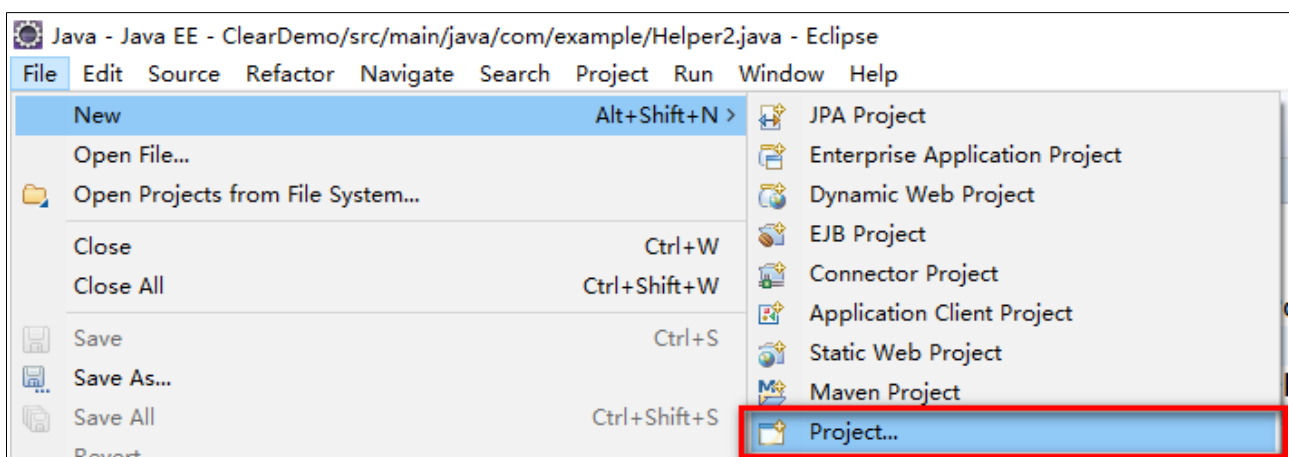 Java - Java EE - ClearDemo/src/main/java/com/example/Helper2.java - Eclipse
File Edit Source Refactor Navigate Search Project Run Window Help
New Alt+Shift+N >
Open File...
Open Projects from File System...
Close Ctrl+W
Close All Ctrl+Shift+W
Save Ctrl+S
Save As...
Save All Ctrl+Shift+S
JPA Project
Enterprise Application Project
Dynamic Web Project
EJB Project
Connector Project
Application Client Project
Static Web Project
Maven Project
Project...